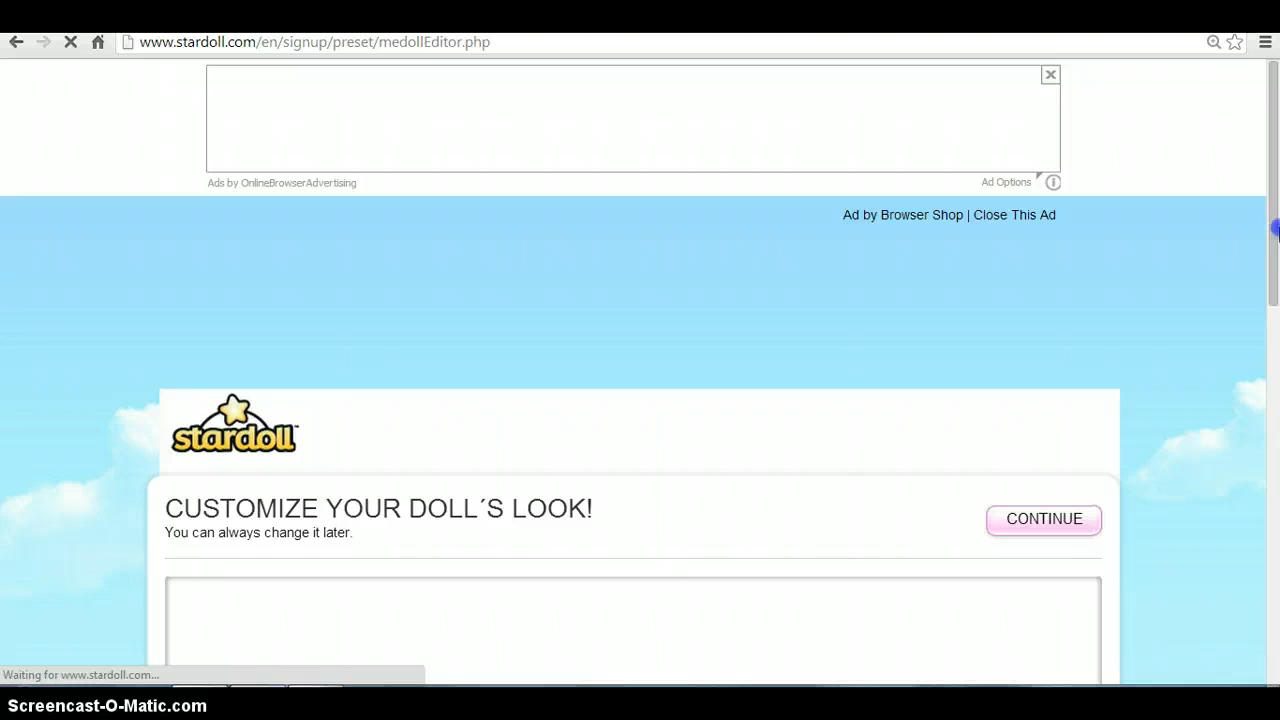 www.stardoll.com/en/signup/preset/medollEditor.php
Ads by OnlineBrowserAdvertising
Ad Options
Ad by Browser Shop | Close This Ad
stardoll
CUSTOMIZE YOUR DOLL´S LOOK!
You can always change it later.
CONTINUE
Waiting for www.stardoll.com...
Screencast-O-Matic.com